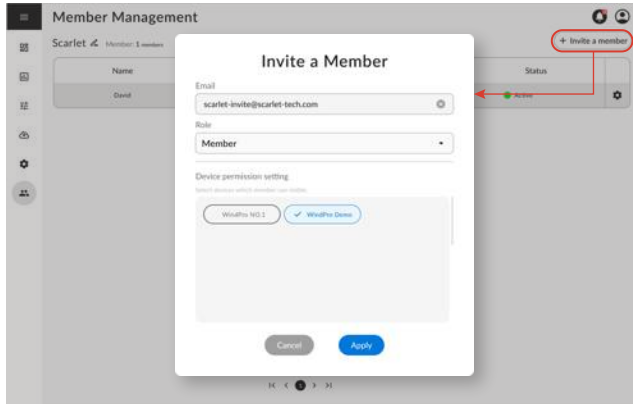 Member Management
Scarlet Member: 1 members
+ Invite a member
Name
Status
David
Active
Invite a Member
Email
scarlet-invite@scarlet-tech.com
Role
Member
Device permission setting
Select devices which member can visible
WindPro NO.1
WindPro Demo
Cancel
Apply
1